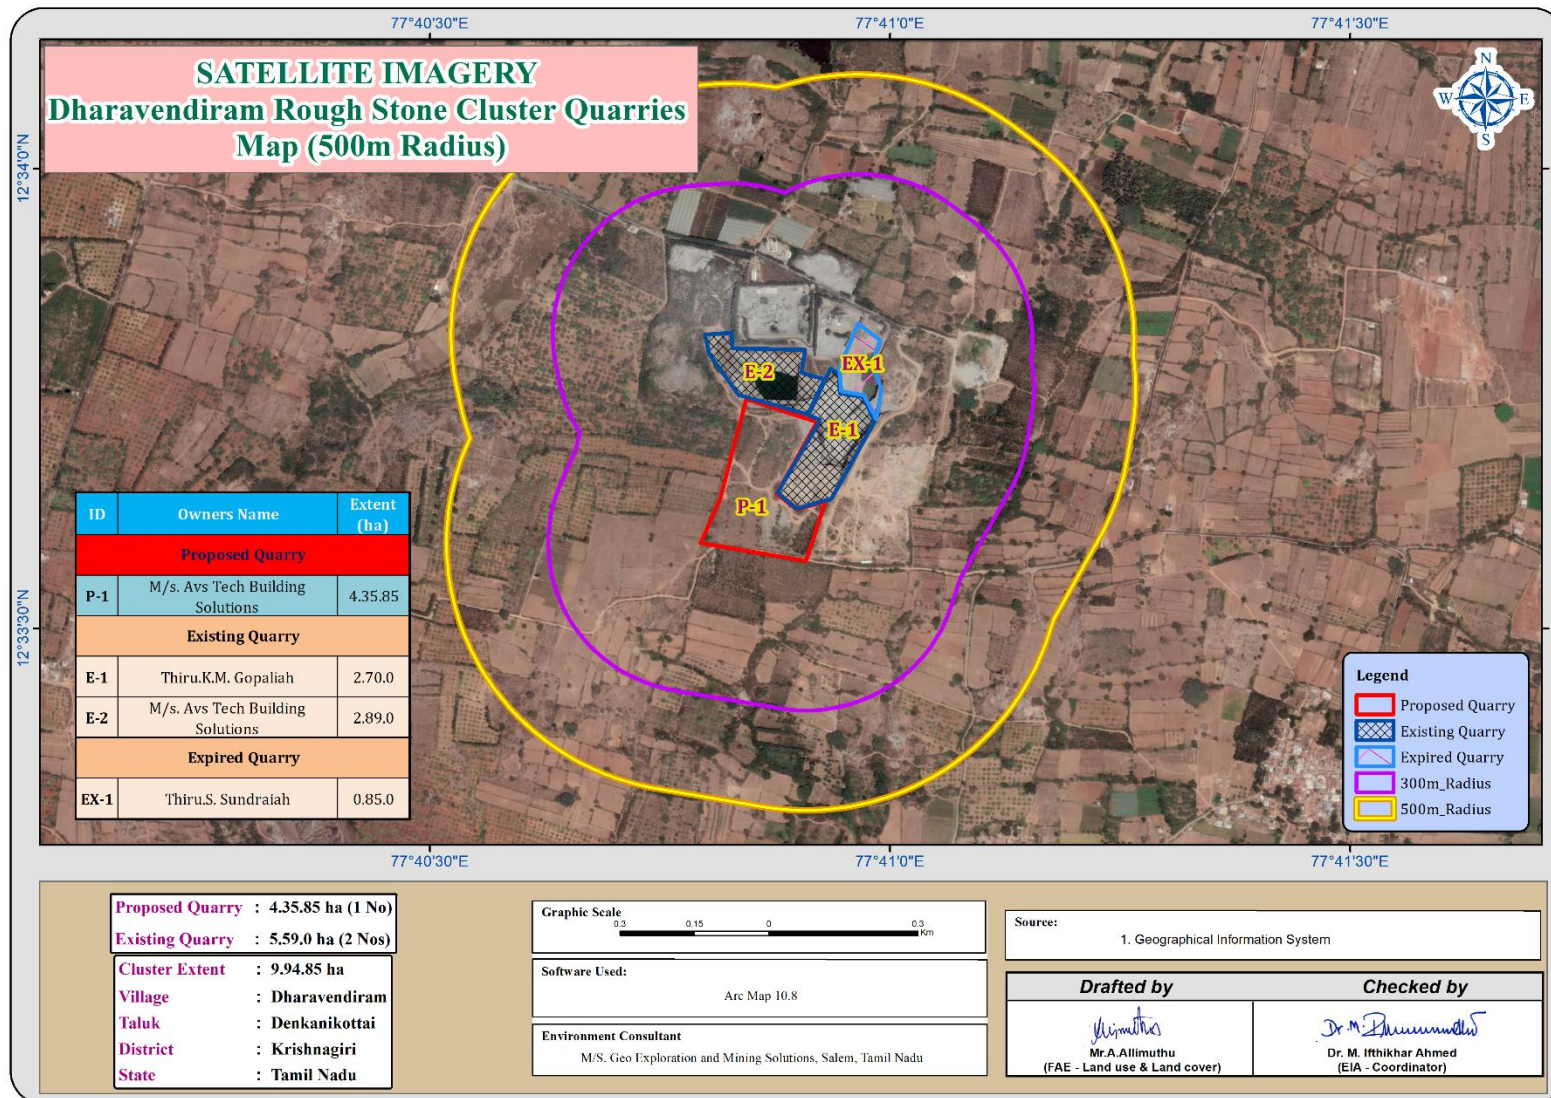 77°40'30"E
77°41'0"E
77°41'30"E
SATELLITE IMAGERY
Dharavendiram Rough Stone Cluster Quarries
Map (500m Radius)
N
W
E
S
12°34'0"N
12°33'30"N
E-2
EX-1
E-1
P-1
ID Owners Name Extent (ha)
Proposed Quarry
P-1 M/s. Avs Tech Building Solutions 4.35.85
Existing Quarry
E-1 Thiru.K.M. Gopaliah 2.70.0
E-2 M/s. Avs Tech Building Solutions 2.89.0
Expired Quarry
EX-1 Thiru.S. Sundraiah 0.85.0
Legend
Proposed Quarry
Existing Quarry
Expired Quarry
300m_Radius
500m_Radius
77°40'30"E
77°41'0"E
77°41'30"E
Proposed Quarry : 4.35.85 ha (1 No)
Existing Quarry : 5.59.0 ha (2 Nos)
Cluster Extent : 9.94.85 ha
Village : Dharavendiram
Taluk : Denkanikottai
District : Krishnagiri
State : Tamil Nadu
Graphic Scale
0.3 0.15 0 0.3
Km
Software Used:
Arc Map 10.8
Environment Consultant
M/S. Geo Exploration and Mining Solutions, Salem, Tamil Nadu
Source:
1. Geographical Information System
Drafted by
Mr.A.Allimuthu
(FAE - Land use & Land cover)
Checked by
Dr. M. Ifthikhar Ahmed
(EIA - Coordinator)